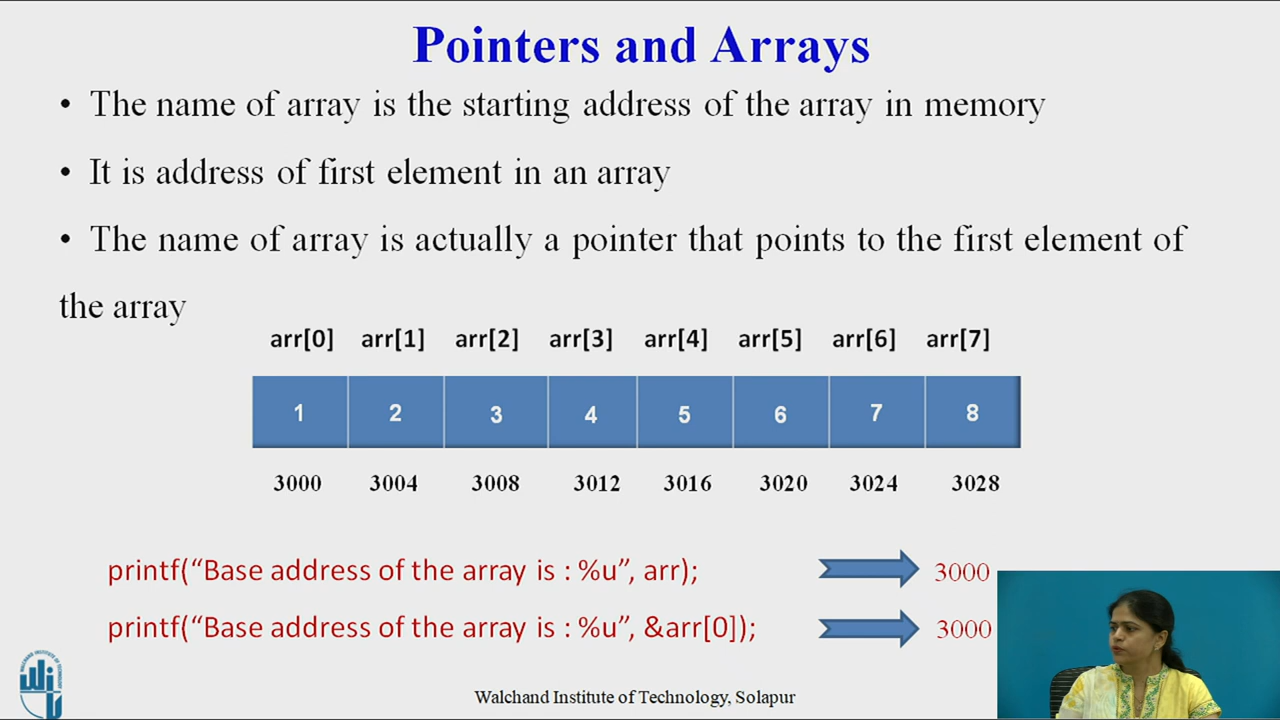 Pointers and Arrays
• The name of array is the starting address of the array in memory
• It is address of first element in an array
• The name of array is actually a pointer that points to the first element of
the array
arr[0] arr[1] arr[2] arr[3] arr[4] arr[5] arr[6] arr[7]
1 2 3 4 5 6 7 8
3000 3004 3008 3012 3016 3020 3024 3028
printf(“Base address of the array is : %u”, arr); 3000
printf(“Base address of the array is : %u”, &arr[0]); 3000
Walchand Institute of Technology, Solapur